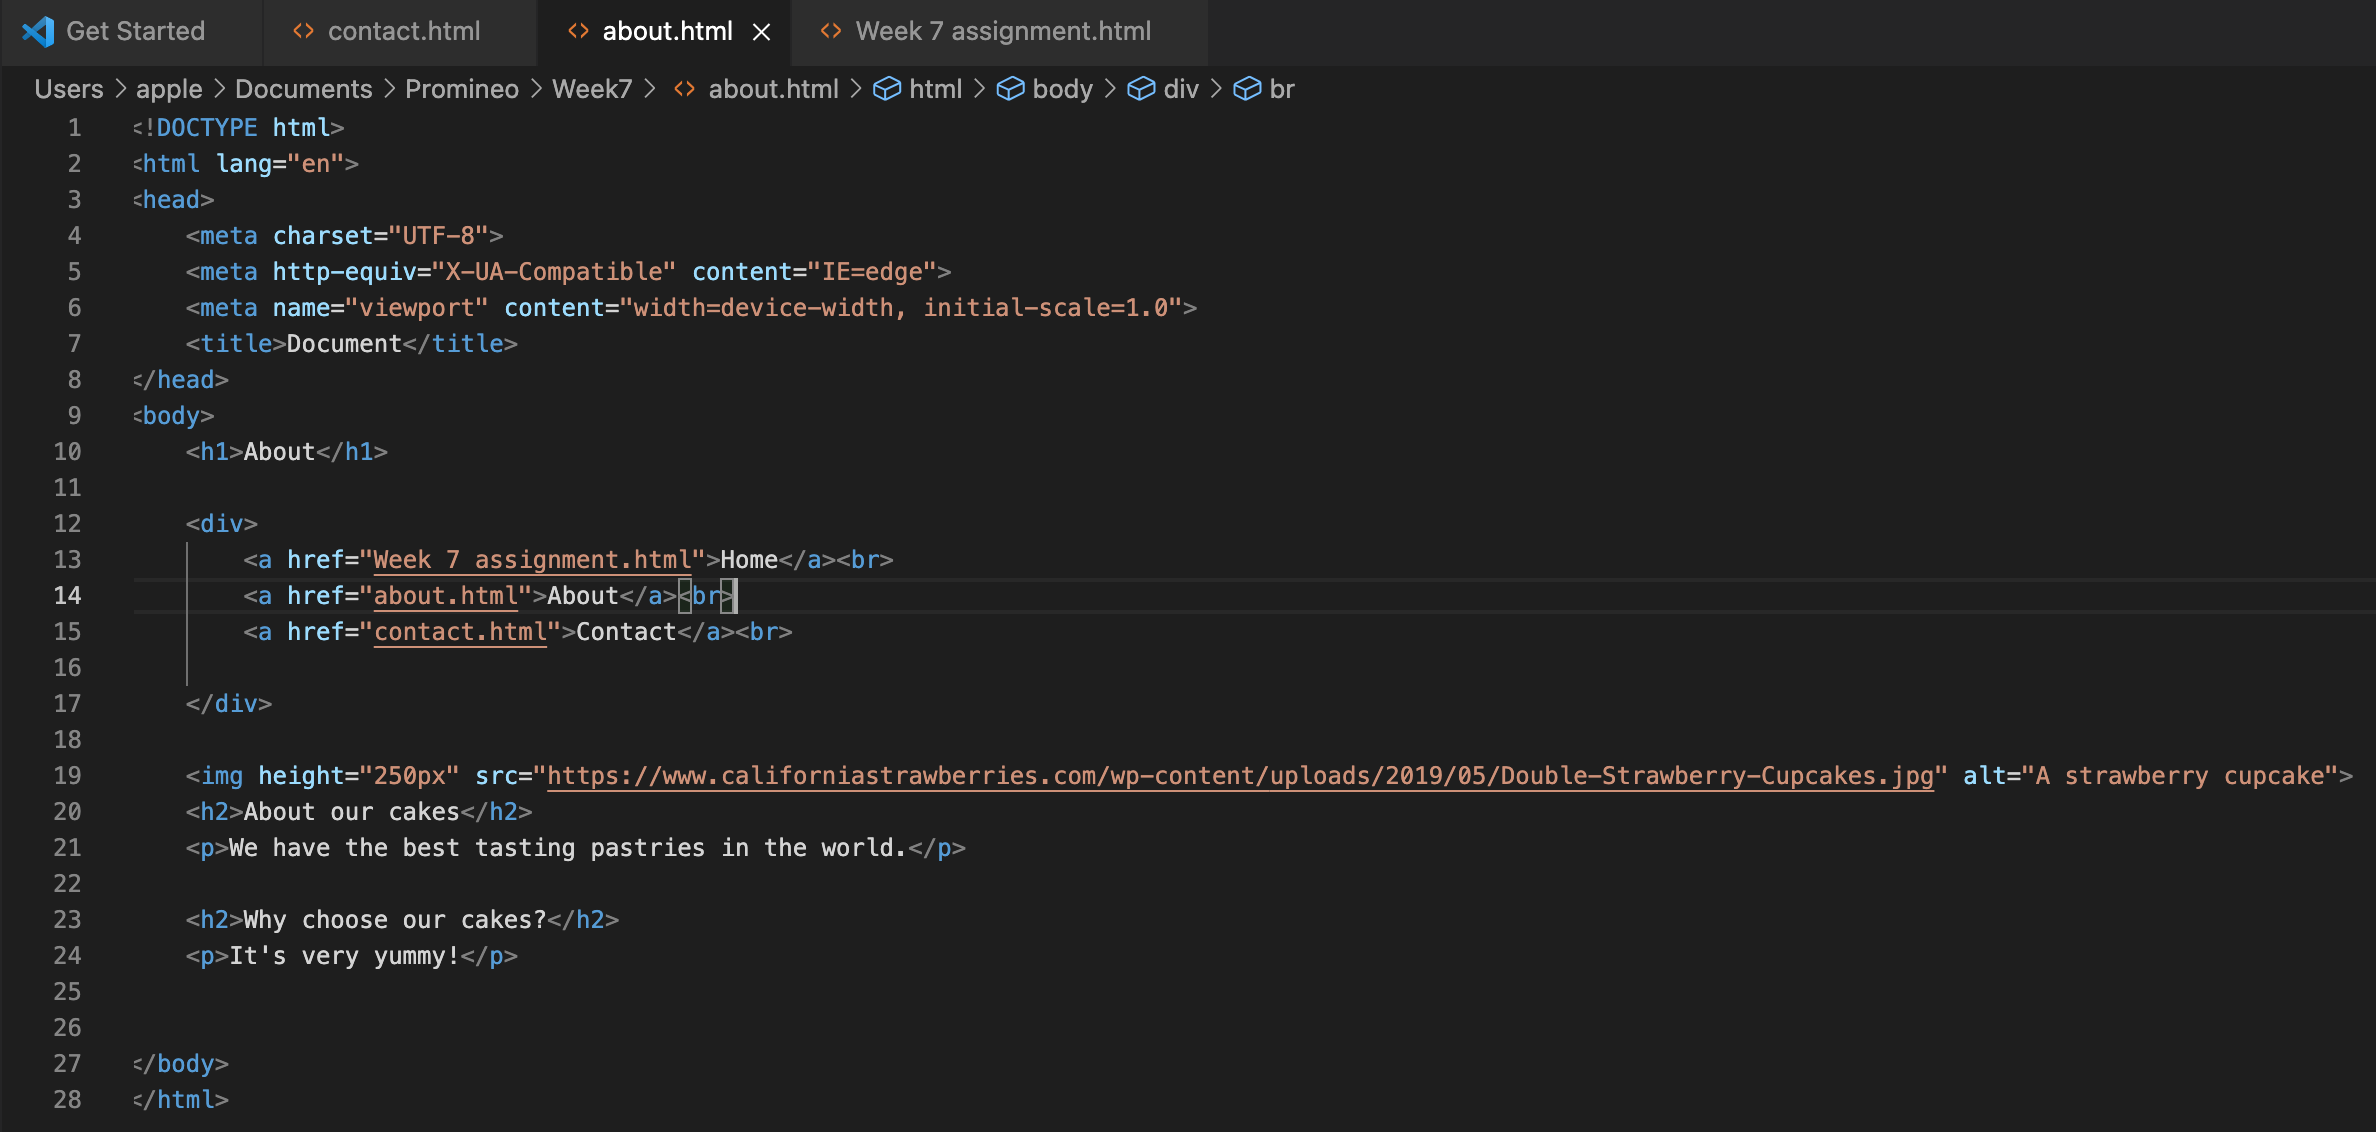 Get Started contact.html about.html Week 7 assignment.html
Users > apple > Documents > Promineo > Week7 > about.html > html > body > div > br
1 <!DOCTYPE html>
2 <html lang="en">
3 <head>
4 <meta charset="UTF-8">
5 <meta http-equiv="X-UA-Compatible" content="IE=edge">
6 <meta name="viewport" content="width=device-width, initial-scale=1.0">
7 <title>Document</title>
8 </head>
9 <body>
10 <h1>About</h1>
11
12 <div>
13 <a href="Week 7 assignment.html">Home</a><br>
14 <a href="about.html">About</a><br>
15 <a href="contact.html">Contact</a><br>
16
17 </div>
18
19 <img height="250px" src="https://www.californiastrawberries.com/wp-content/uploads/2019/05/Double-Strawberry-Cupcakes.jpg" alt="A strawberry cupcake">
20 <h2>About our cakes</h2>
21 <p>We have the best tasting pastries in the world.</p>
22
23 <h2>Why choose our cakes?</h2>
24 <p>It's very yummy!</p>
25
26
27 </body>
28 </html>